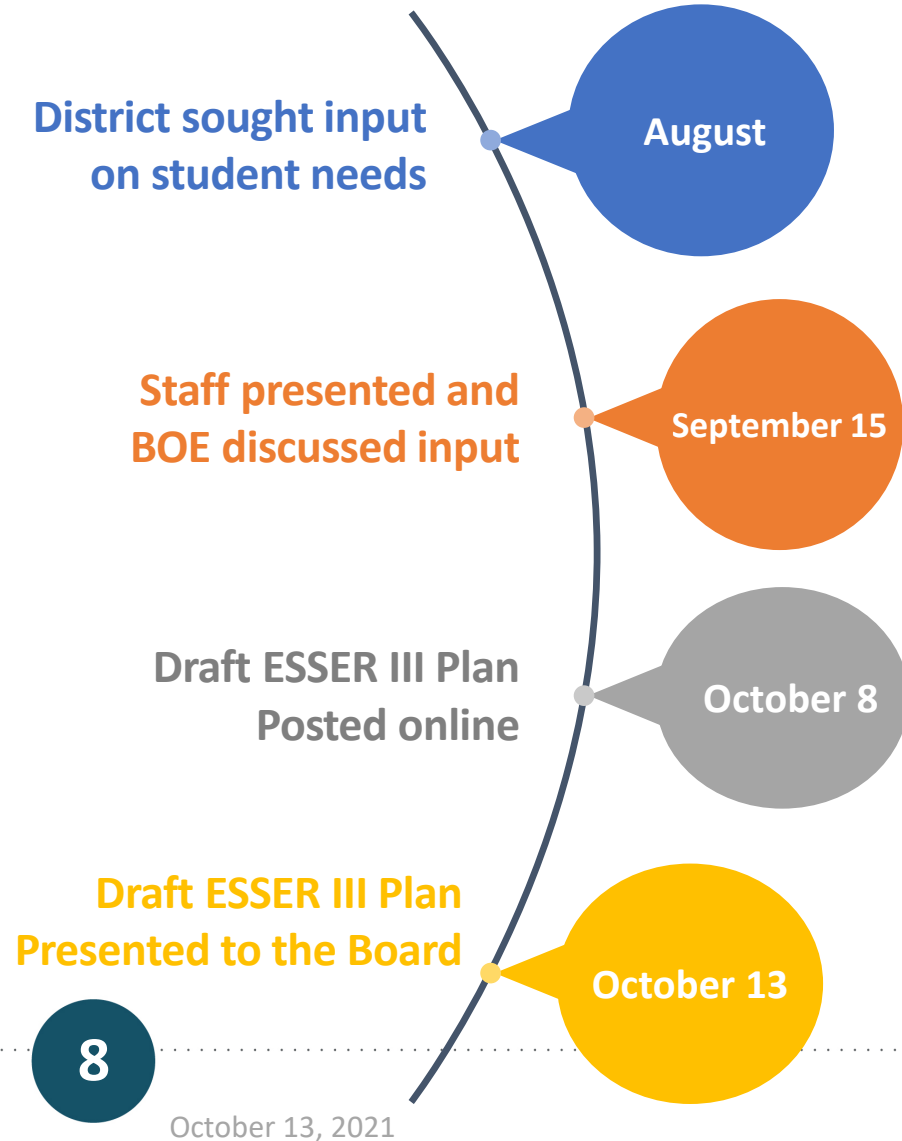 District sought input
on student needs
August
Staff presented and
BOE discussed input
September 15
Draft ESSER III Plan
Posted online
October 8
Draft ESSER III Plan
Presented to the Board
October 13
8
October 13, 2021